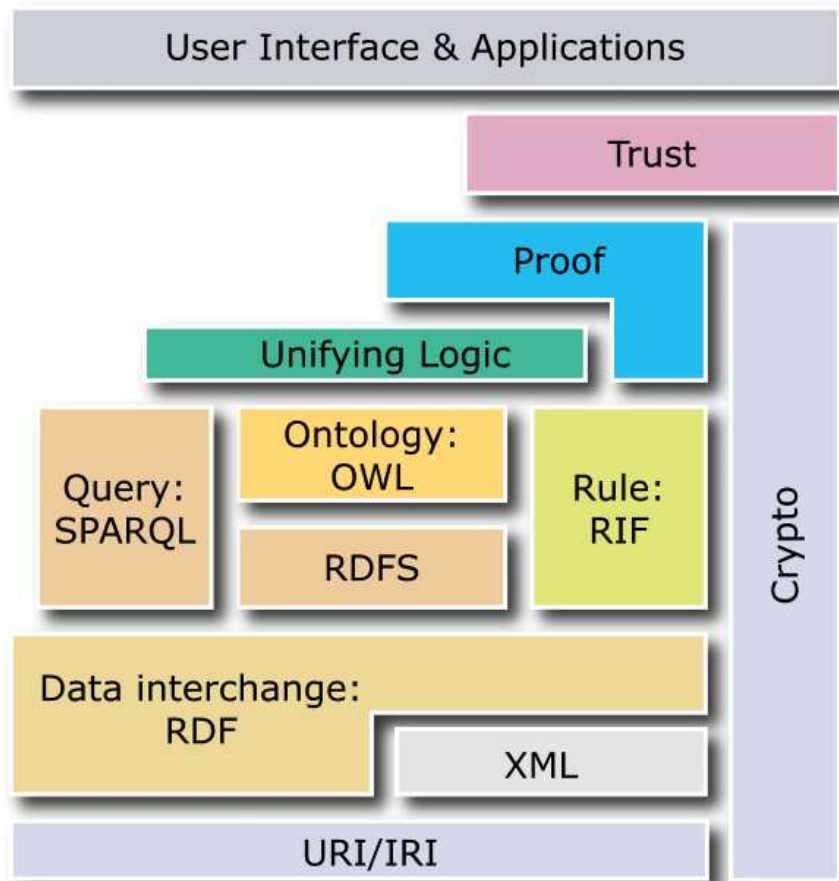 User Interface & Applications
Trust
Proof
Unifying Logic
Query:
SPARQL
Ontology:
OWL
RDFS
Rule:
RIF
Crypto
Data interchange:
RDF
XML
URI/IRI